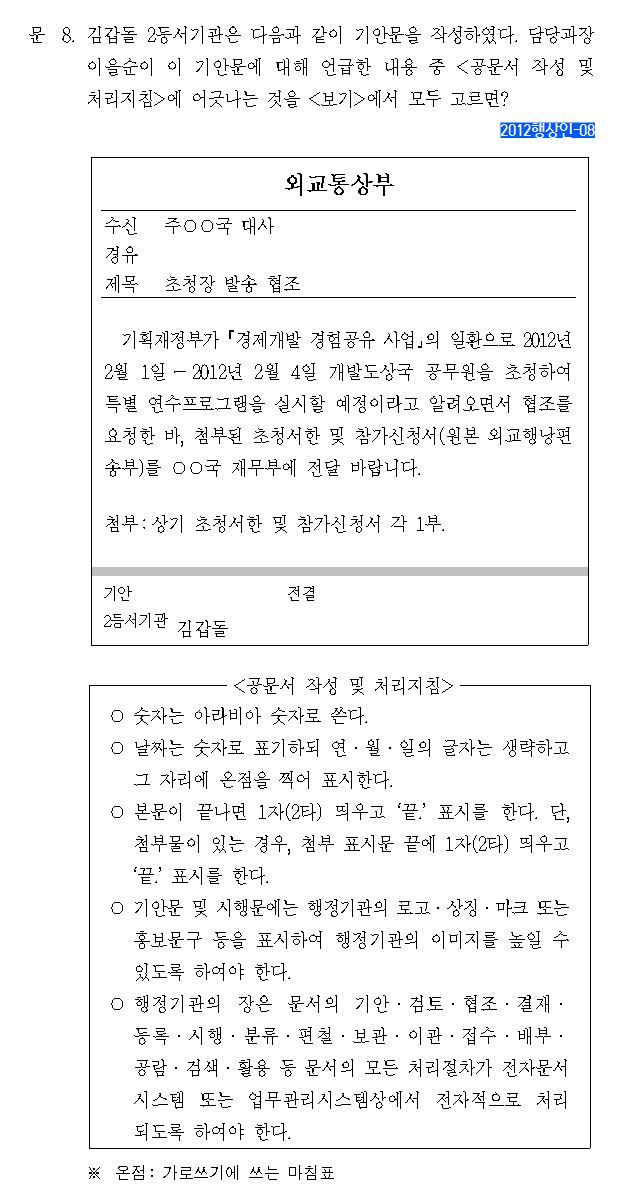 문 8. 김갑돌 2등서기관은 다음과 같이 기안문을 작성하였다. 담당과장
이을순이 이 기안문에 대해 언급한 내용 중 <공문서 작성 및
처리지침>에 어긋나는 것을 <보기>에서 모두 고르면?
2012행상인-08
외교통상부
수신 주○○국 대사
경유
제목 초청장 발송 협조
기획재정부가 「경제개발 경험공유 사업」의 일환으로 2012년
2월 1일 - 2012년 2월 4일 개발도상국 공무원을 초청하여
특별 연수프로그램을 실시할 예정이라고 알려오면서 협조를
요청한 바, 첨부된 초청서한 및 참가신청서(원본 외교행낭편
송부)를 ○○국 재무부에 전달 바랍니다.
첨부 : 상기 초청서한 및 참가신청서 각 1부.
기안 전결
2등서기관 김갑돌
<공문서 작성 및 처리지침>
○ 숫자는 아라비아 숫자로 쓴다.
○ 날짜는 숫자로 표기하되 연·월·일의 글자는 생략하고
그 자리에 온점을 찍어 표시한다.
○ 본문이 끝나면 1자(2타) 띄우고 ‘끝.’ 표시를 한다. 단,
첨부물이 있는 경우, 첨부 표시문 끝에 1자(2타) 띄우고
‘끝.’ 표시를 한다.
○ 기안문 및 시행문에는 행정기관의 로고·상징·마크 또는
홍보문구 등을 표시하여 행정기관의 이미지를 높일 수
있도록 하여야 한다.
○ 행정기관의 장은 문서의 기안·검토·협조·결재·
등록·시행·분류·편철·보관·이관·접수·배부·
공람·검색·활용 등 문서의 모든 처리절차가 전자문서
시스템 또는 업무관리시스템상에서 전자적으로 처리
되도록 하여야 한다.
※ 온점 : 가로쓰기에 쓰는 마침표